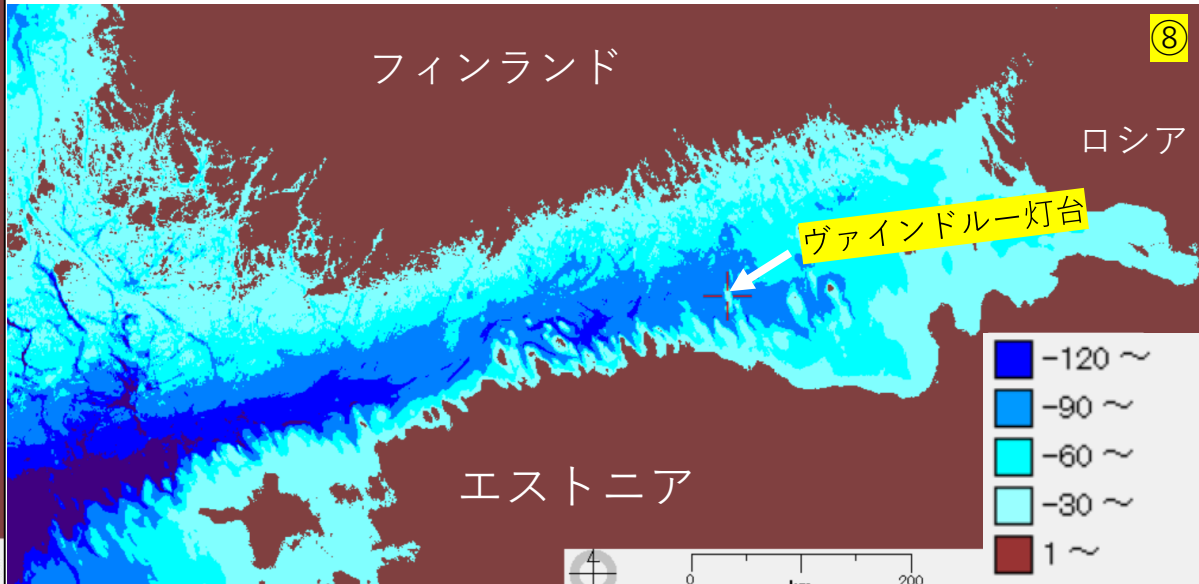 ⑧
フィンランド
ロシア
ヴァインドルー灯台
エストニア
-120 ～
-90 ～
-60 ～
-30 ～
1 ～
0 200
km